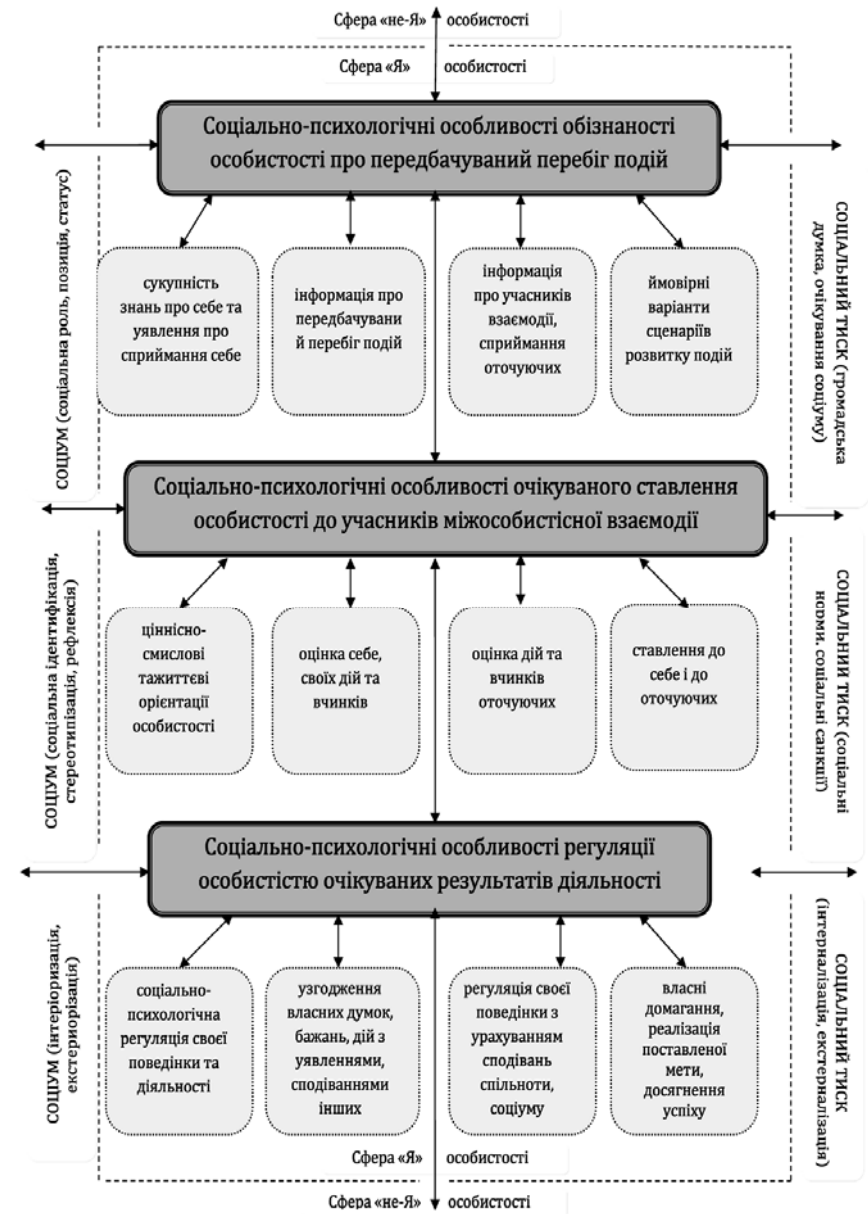 Сфера «не-Я» особистості
Сфера «Я» особистості
Соціально-психологічні особливості обізнаності
особистості про передбачуваний перебіг подій
СОЦІУМ (соціальна роль, позиція, статус)
СОЦІАЛЬНИЙ ТИСК (громадська
думка, очікування соціуму)
сукупність
знань про себе та
уявлення про
сприймання себе
інформація про
передбачувани
й перебіг подій
інформація
про учасників
взаємодії,
сприймання
оточуючих
ймовірні
варіанти
сценаріїв
розвитку подій
Соціально-психологічні особливості очікуваного ставлення
особистості до учасників міжособистісної взаємодії
СОЦІУМ (соціальна ідентифікація,
стереотипізація, рефлексія)
СОЦІАЛЬНИЙ ТИСК (соціальні
норми, соціальні санкції)
ціннісно-
смислові
тажиттєві
орієнтації
особистості
оцінка себе,
своїх дій та
вчинків
оцінка дій та
вчинків
оточуючих
ставлення до
себе і до
оточуючих
Соціально-психологічні особливості регуляції
особистістю очікуваних результатів діяльності
СОЦІУМ (інтеріоризація,
екстериорізація)
СОЦІАЛЬНИЙ ТИСК
(інтерналізація, екстерналізація)
соціально-
психологічна
регуляція своєї
поведінки та
діяльності
узгодження
власних думок,
бажань, дій з
уявленнями,
сподіваннями
інших
регуляція своєї
поведінки з
урахуванням
сподівань
спільноти,
соціуму
власні
домагання,
реалізація
поставленої
мети,
досягнення
успіху
Сфера «Я» особистості
Сфера «не-Я» особистості